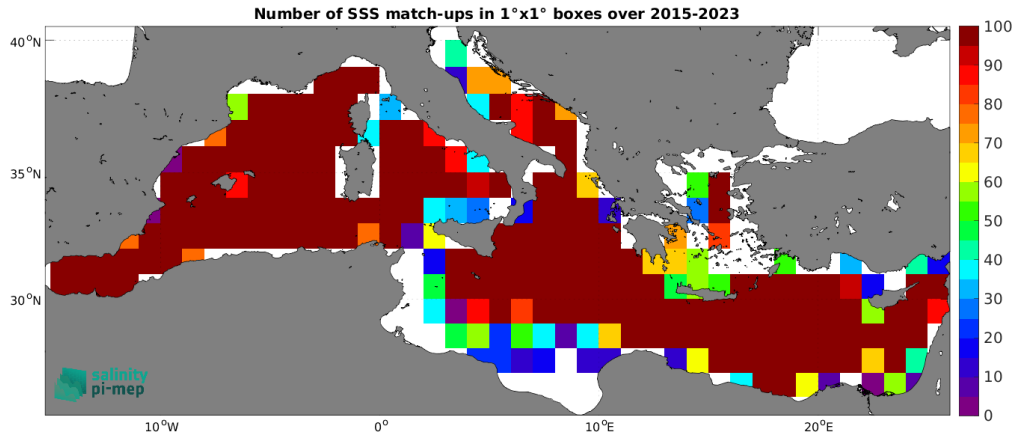 Number of SSS match-ups in 1°x1° boxes over 2015-2023
40°N
35°N
30°N
10°W
0°
10°E
20°E
100
90
80
70
60
50
40
30
20
10
0
salinity
pi-mep